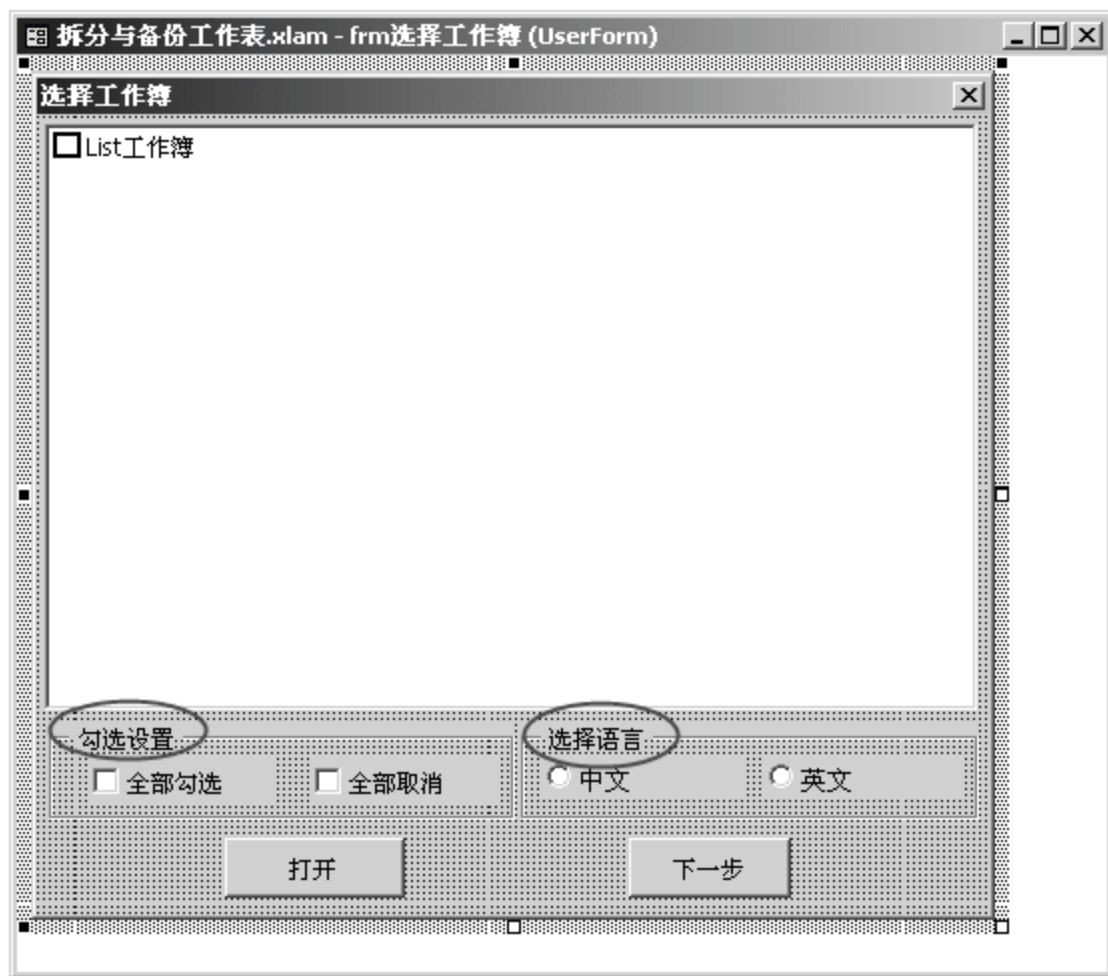 拆分与备份工作表.xlam - frm选择工作簿 (UserForm)
选择工作簿
List工作簿
勾选设置
选择语言
全部勾选
全部取消
中文
英文
打开
下一步